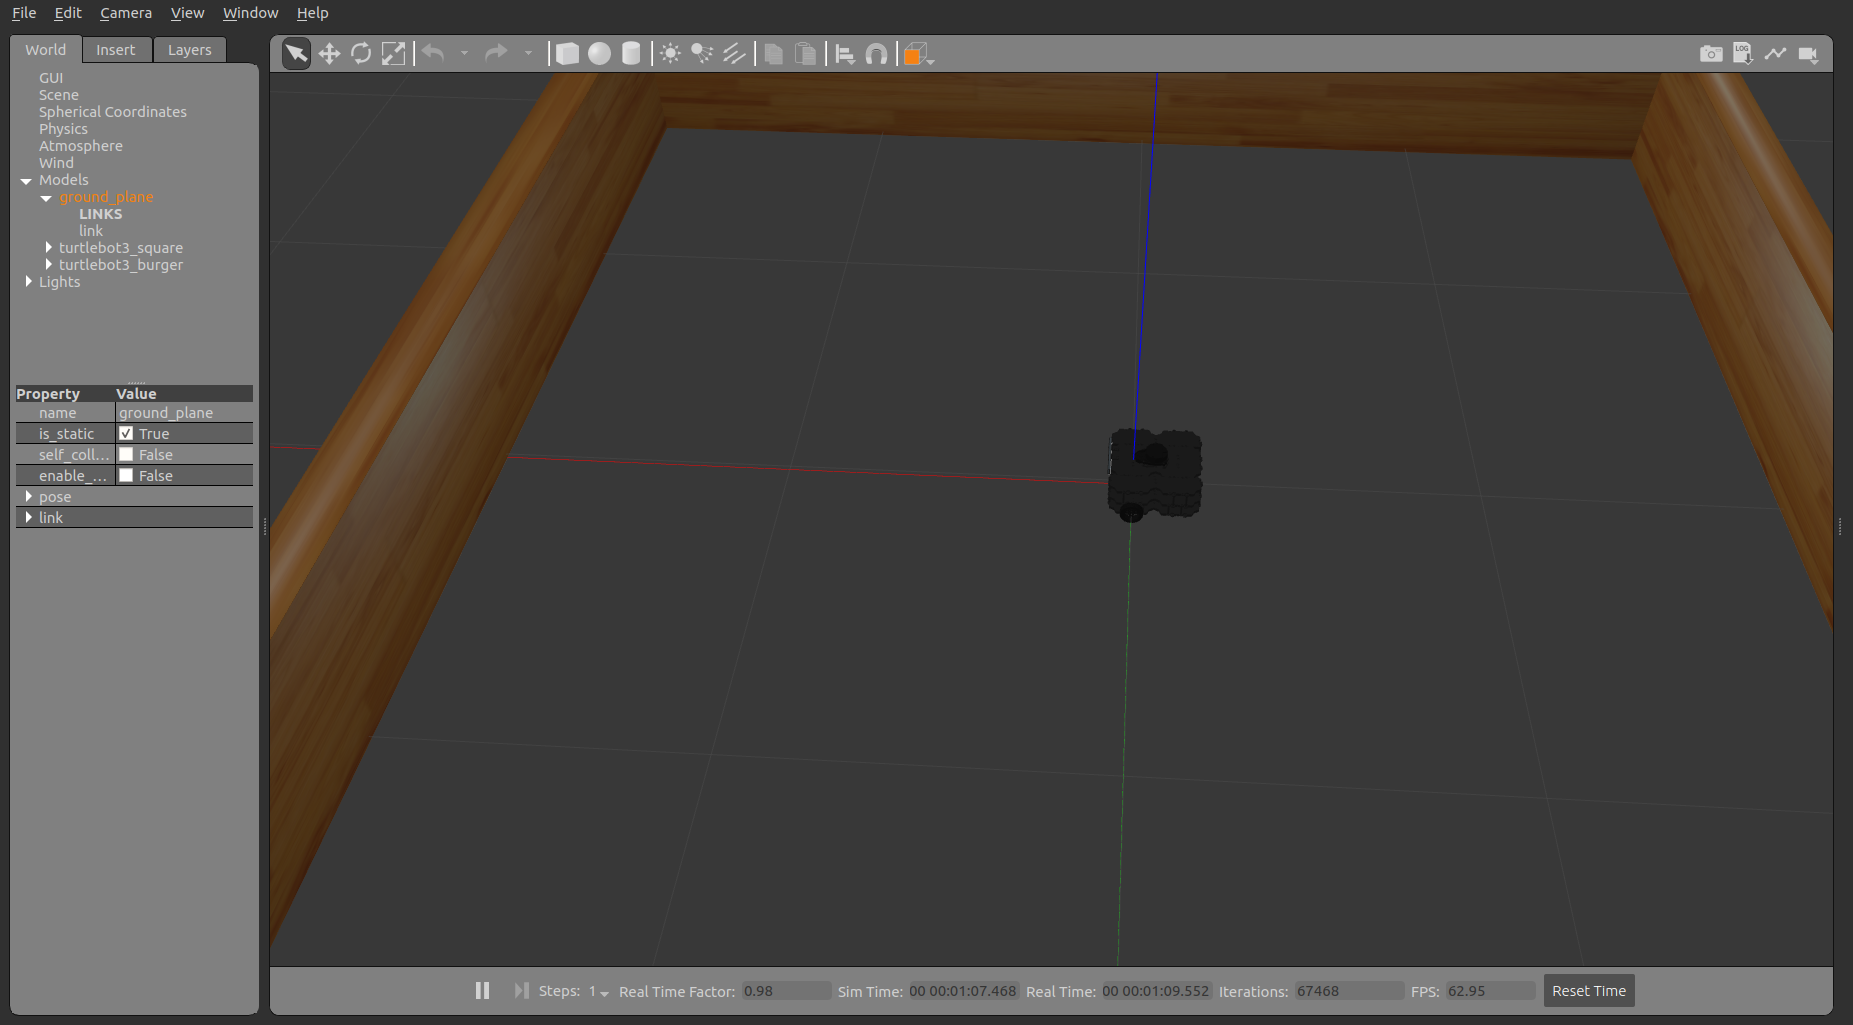 File Edit Camera View Window Help
World Insert Layers
GUI
Scene
Spherical Coordinates
Physics
Atmosphere
Wind
Models
ground_plane
LINKS
link
turtlebot3_square
turtlebot3_burger
Lights
Property Value
name ground_plane
is_static True
self_coll... False
enable_... False
pose
link
LOG
Steps: 1 Real Time Factor: 0.98 Sim Time: 00 00:01:07.468 Real Time: 00 00:01:09.552 Iterations: 67468 FPS: 62.95 Reset Time